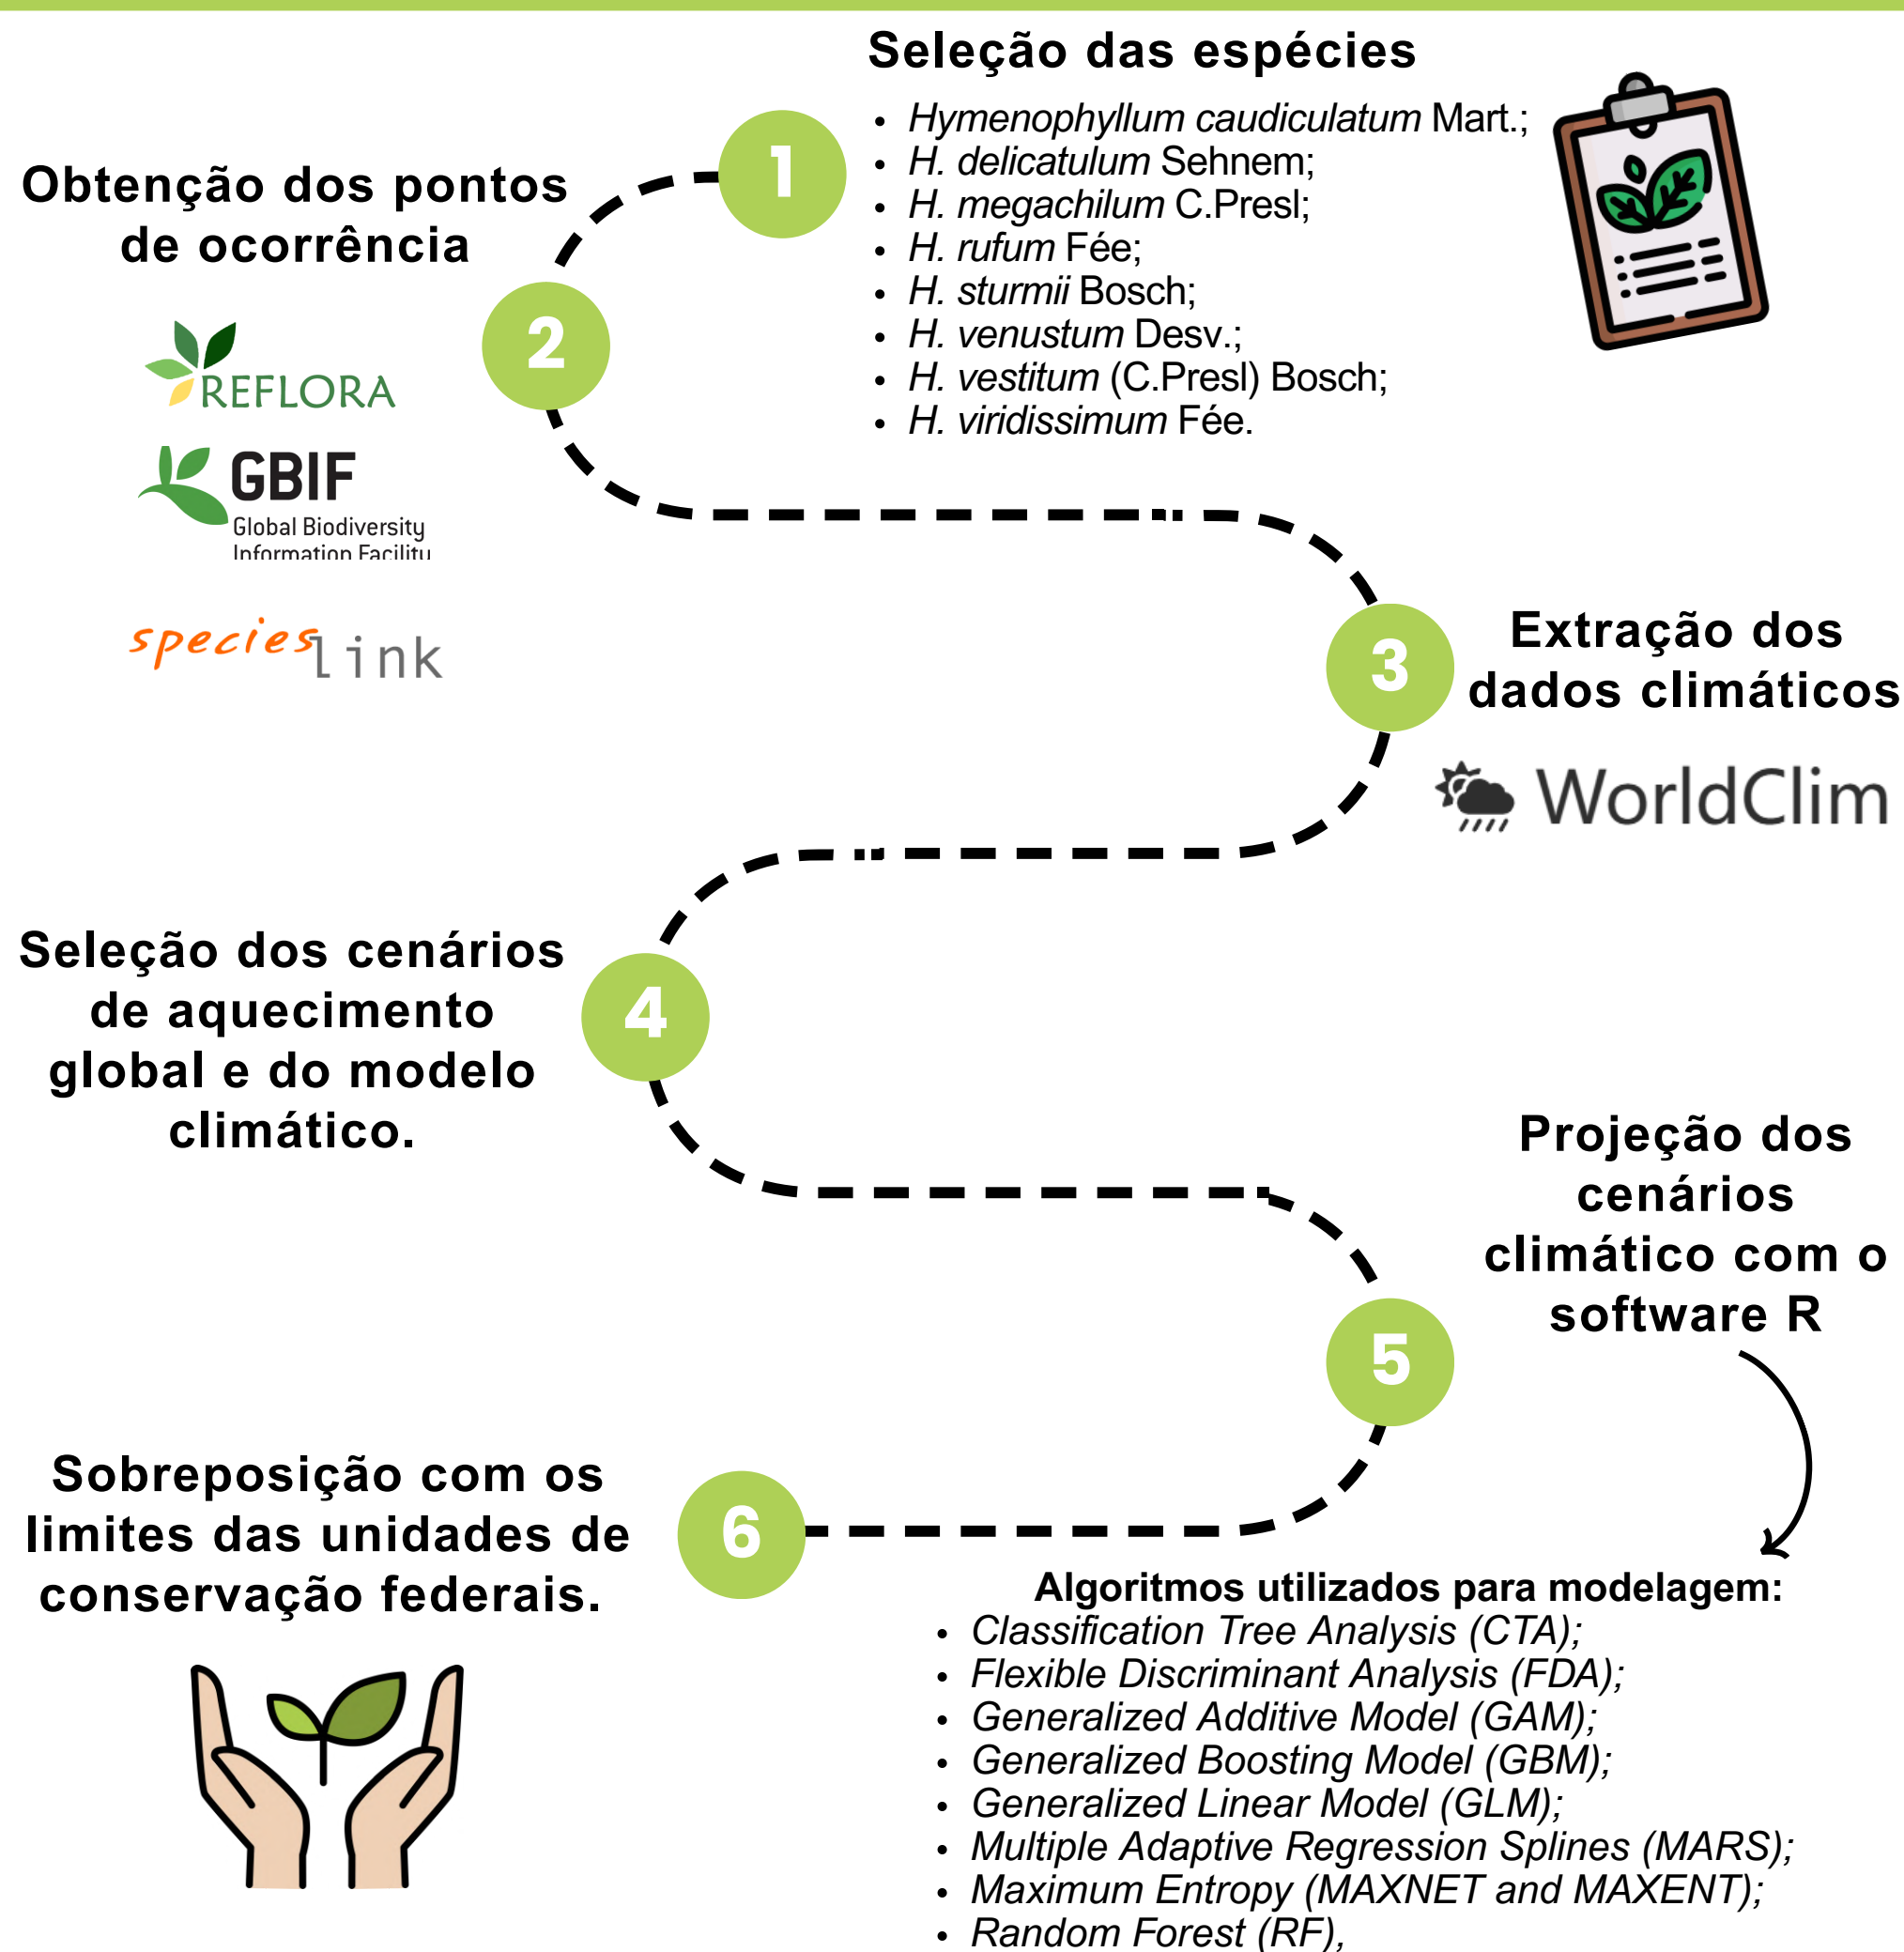 Seleção das espécies
1
• Hymenophyllum caudiculatum Mart.;
• H. delicatulum Sehnem;
• H. megachilum C.Presl;
• H. rufum Fée;
• H. sturmii Bosch;
• H. venustum Desv.;
• H. vestitum (C.Presl) Bosch;
• H. viridissimum Fée.
Obtenção dos pontos
de ocorrência
2
REFLORA
GBIF
Global Biodiversity
Information Facility
species link
3
Extração dos
dados climáticos
WorldClim
Seleção dos cenários
de aquecimento
global e do modelo
climático.
4
Projeção dos
cenários
climático com o
software R
5
Sobreposição com os
limites das unidades de
conservação federais.
6
Algoritmos utilizados para modelagem:
• Classification Tree Analysis (CTA);
• Flexible Discriminant Analysis (FDA);
• Generalized Additive Model (GAM);
• Generalized Boosting Model (GBM);
• Generalized Linear Model (GLM);
• Multiple Adaptive Regression Splines (MARS);
• Maximum Entropy (MAXNET and MAXENT);
• Random Forest (RF),